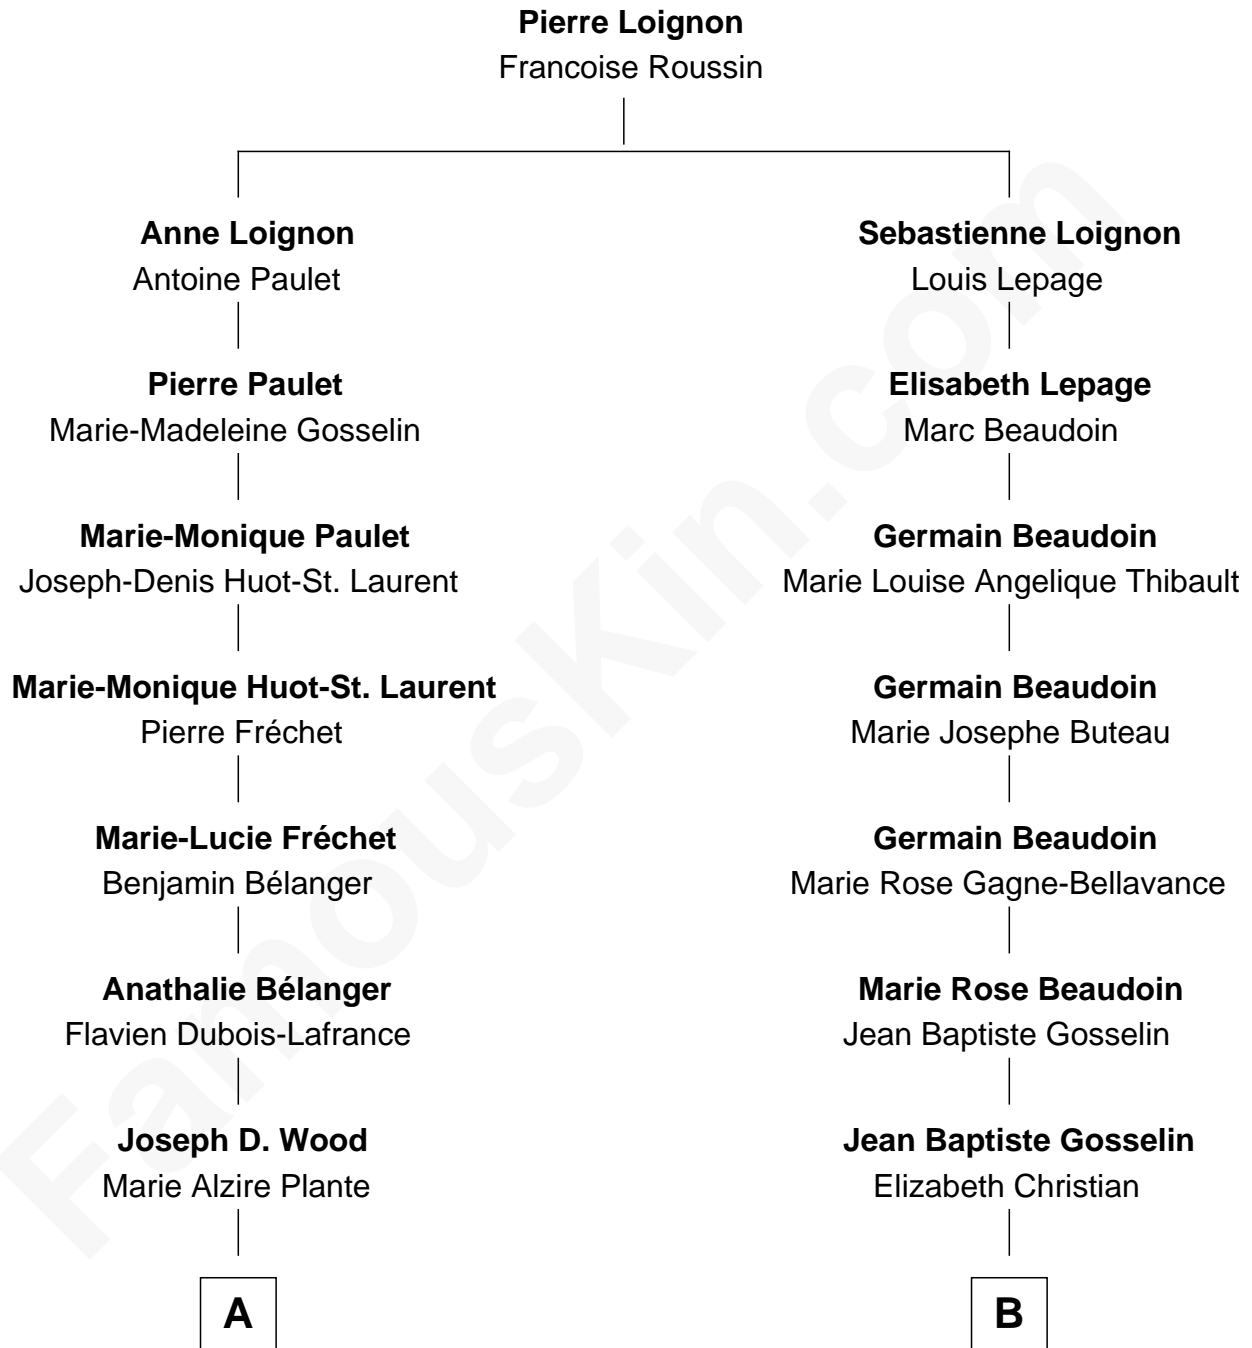 Pierre Loignon
Francoise Roussin
Anne Loignon
Antoine Paulet
Pierre Paulet
Marie-Madeleine Gosselin
Marie-Monique Paulet
Joseph-Denis Huot-St. Laurent
Marie-Monique Huot-St. Laurent
Pierre Fréchet
Marie-Lucie Fréchet
Benjamin Bélanger
Anathalie Bélanger
Flavien Dubois-Lafrance
Joseph D. Wood
Marie Alzire Plante
A
Sebastienne Loignon
Louis Lepage
Elisabeth Lepage
Marc Beaudoin
Germain Beaudoin
Marie Louise Angelique Thibault
Germain Beaudoin
Marie Josephe Buteau
Germain Beaudoin
Marie Rose Gagne-Bellavance
Marie Rose Beaudoin
Jean Baptiste Gosselin
Jean Baptiste Gosselin
Elizabeth Christian
B
FamousKin.com